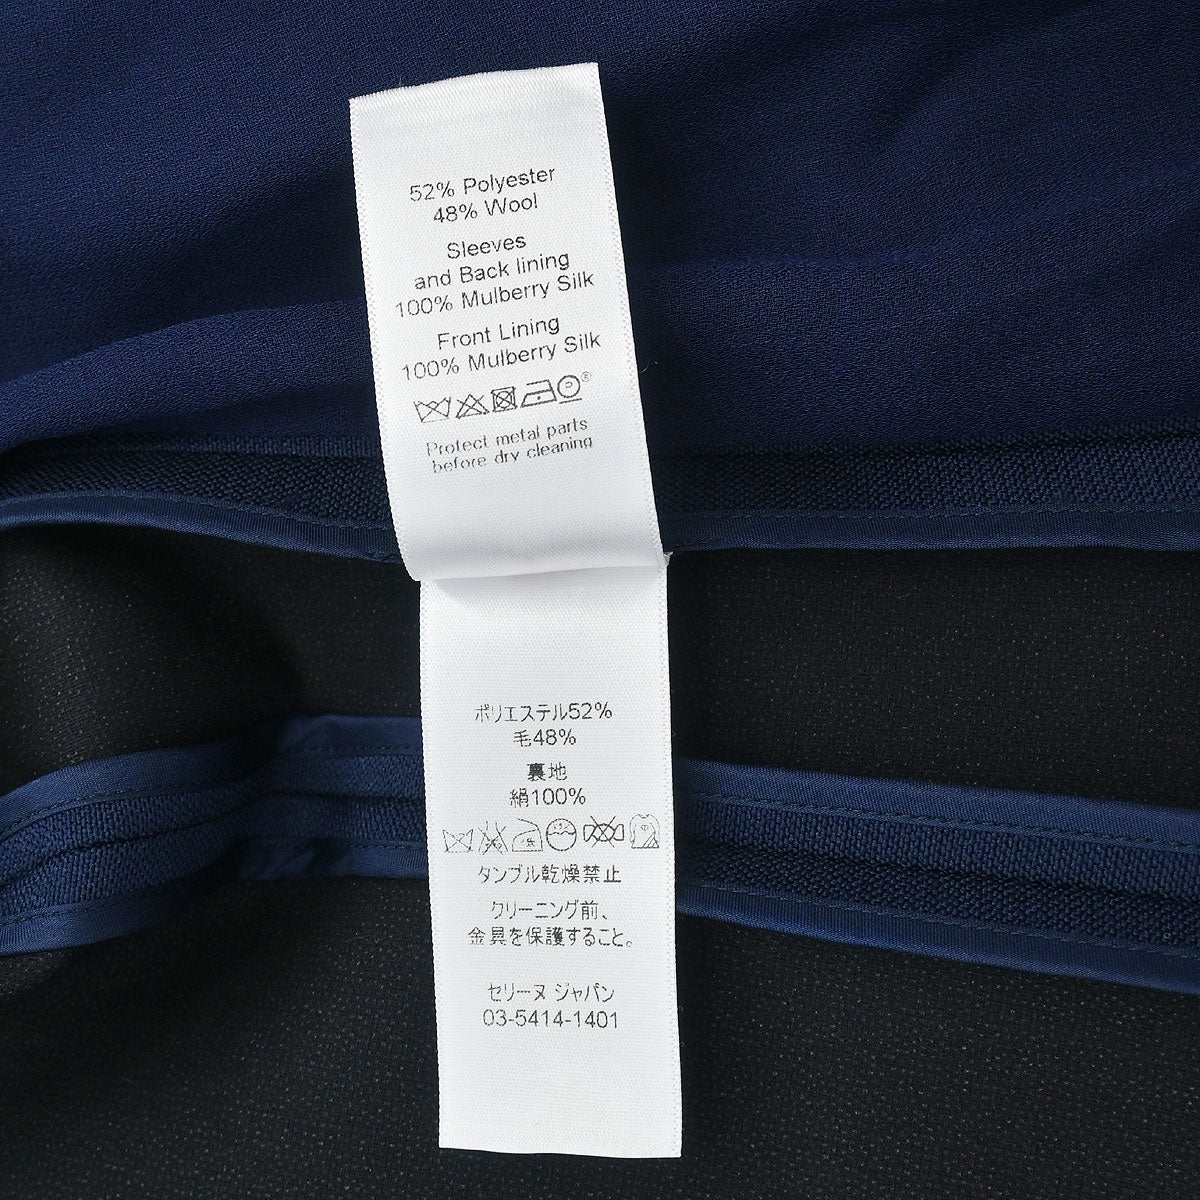 52% Polyester
48% Wool
Sleeves
and Back lining
100% Mulberry Silk
Front Lining
100% Mulberry Silk
P ®
Protect metal parts
before dry cleaning
ポリエステル52%
毛48%
裏地
絹100%
タンブル乾燥禁止
クリーニング前、
金具を保護すること。
セリーヌ ジャパン
03-5414-1401